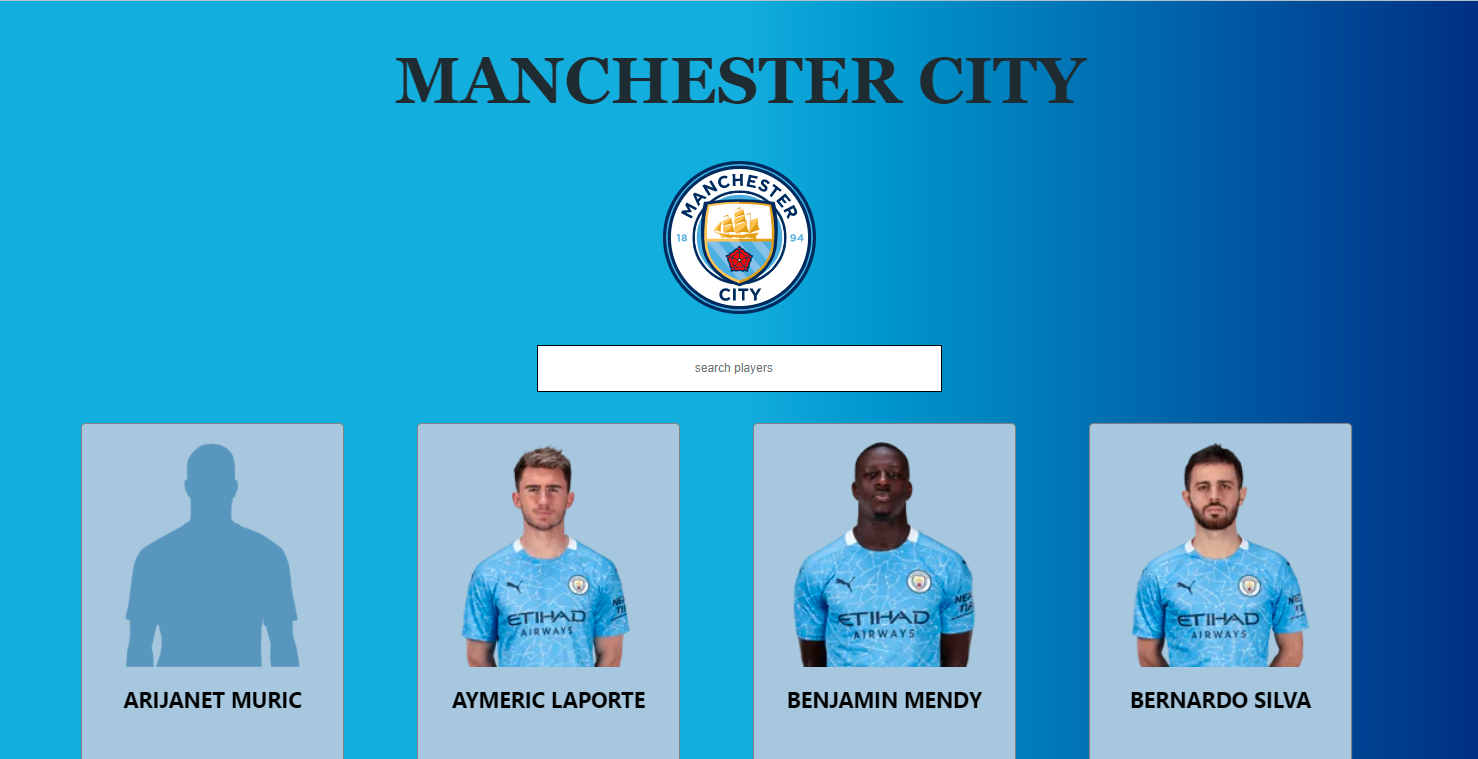 MANCHESTER CITY
MANCHESTER
18 94
CITY
search players
ETIHAD
AIRWAYS
ETIHAD
AIRWAYS
ETIHAD
AIRWAYS
ARIJANET MURIC
AYMERIC LAPORTE
BENJAMIN MENDY
BERNARDO SILVA